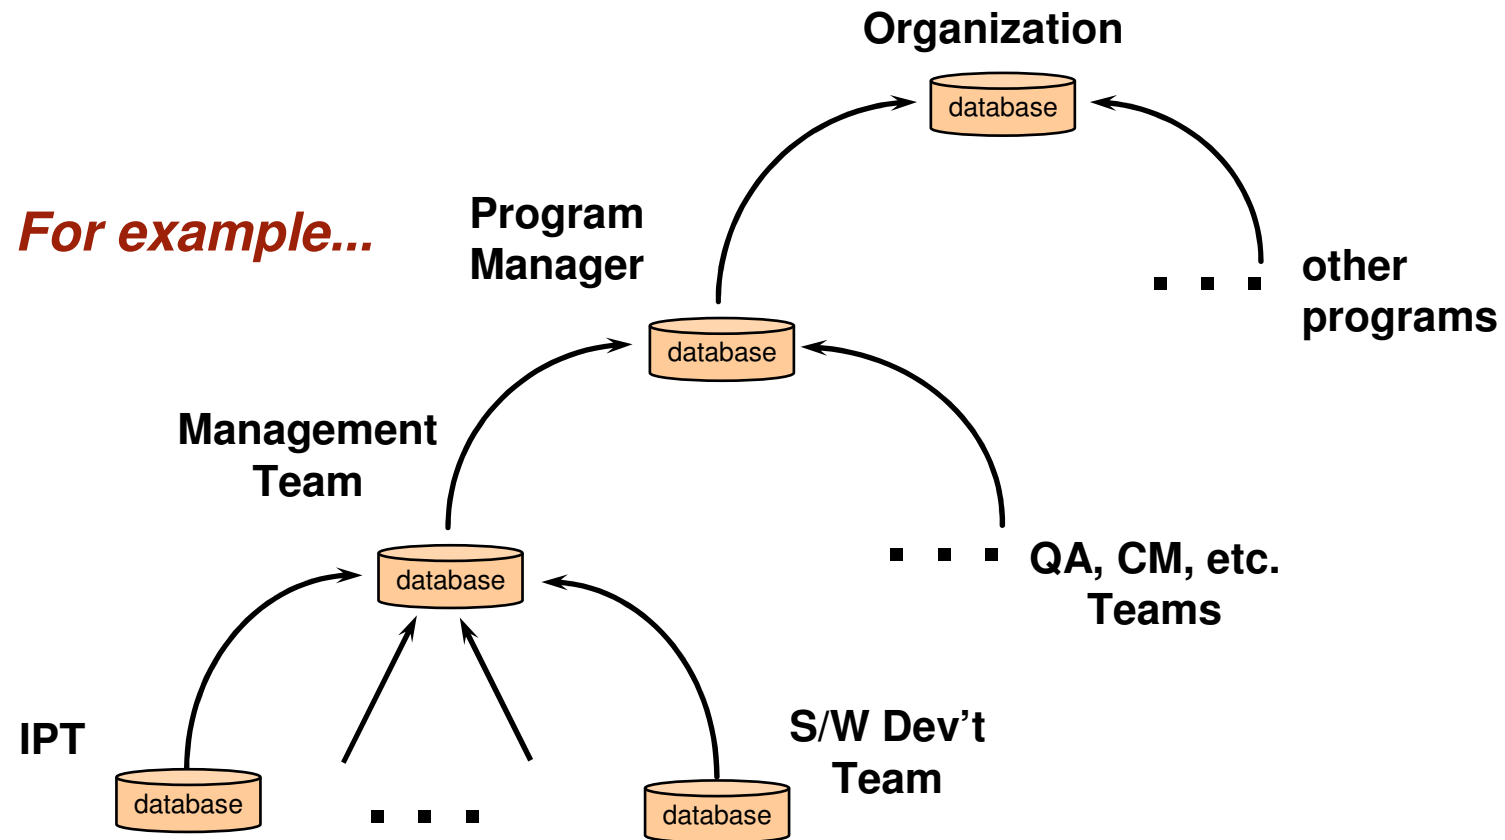 Organization
database
For example...
Program
Manager
other
programs
database
Management
Team
database
QA, CM, etc.
Teams
IPT
S/W Dev't
Team
database
. . .
database